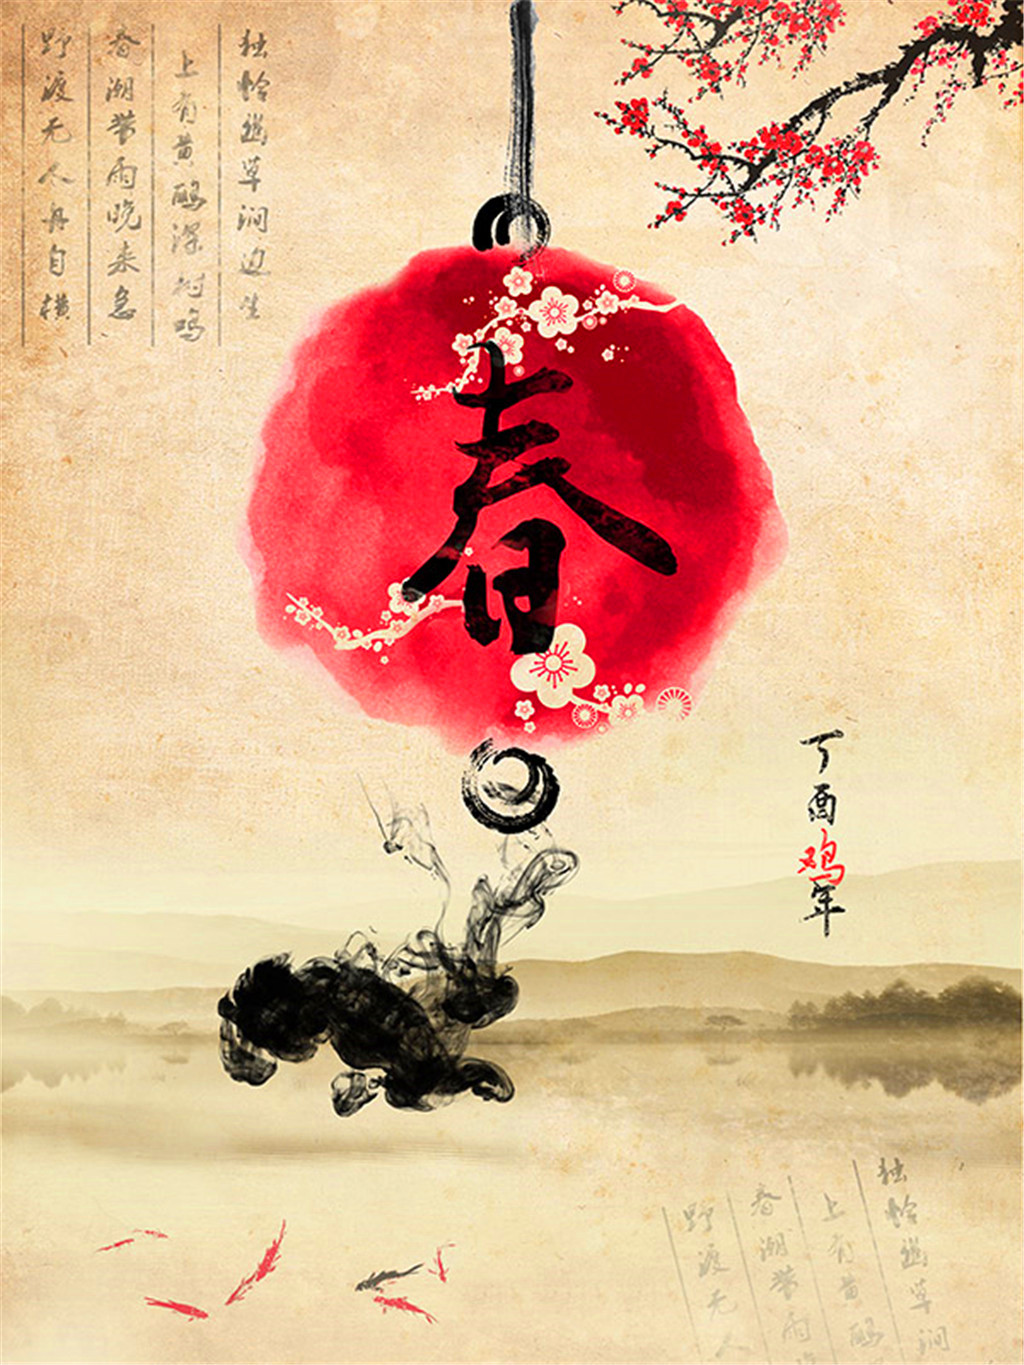 独怜幽草涧边生
上有黄鹂深树鸣
春潮带雨晚来急
野渡无人舟自横
春
丁酉鸡年
独怜幽草涧
上有黄鹂
春潮带雨
野渡无人